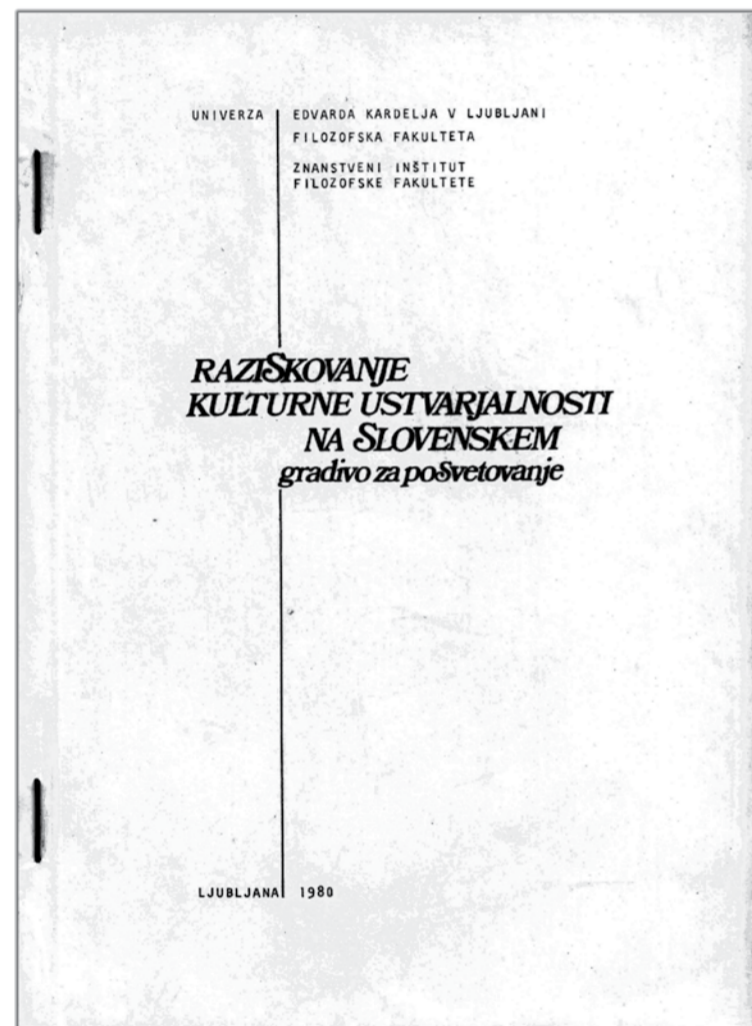 UNIVERZA EDVARDA KARDELJA V LJUBLJANI
FILOZOFSKA FAKULTETA
ZNANSTVENI INŠTITUT
FILOZOFSKE FAKULTETE
RAZISKOVANJE
KULTURNE USTVARJALNOSTI
NA SLOVENSKEM
gradivo za posvetovanje
LJUBLJANA 1980